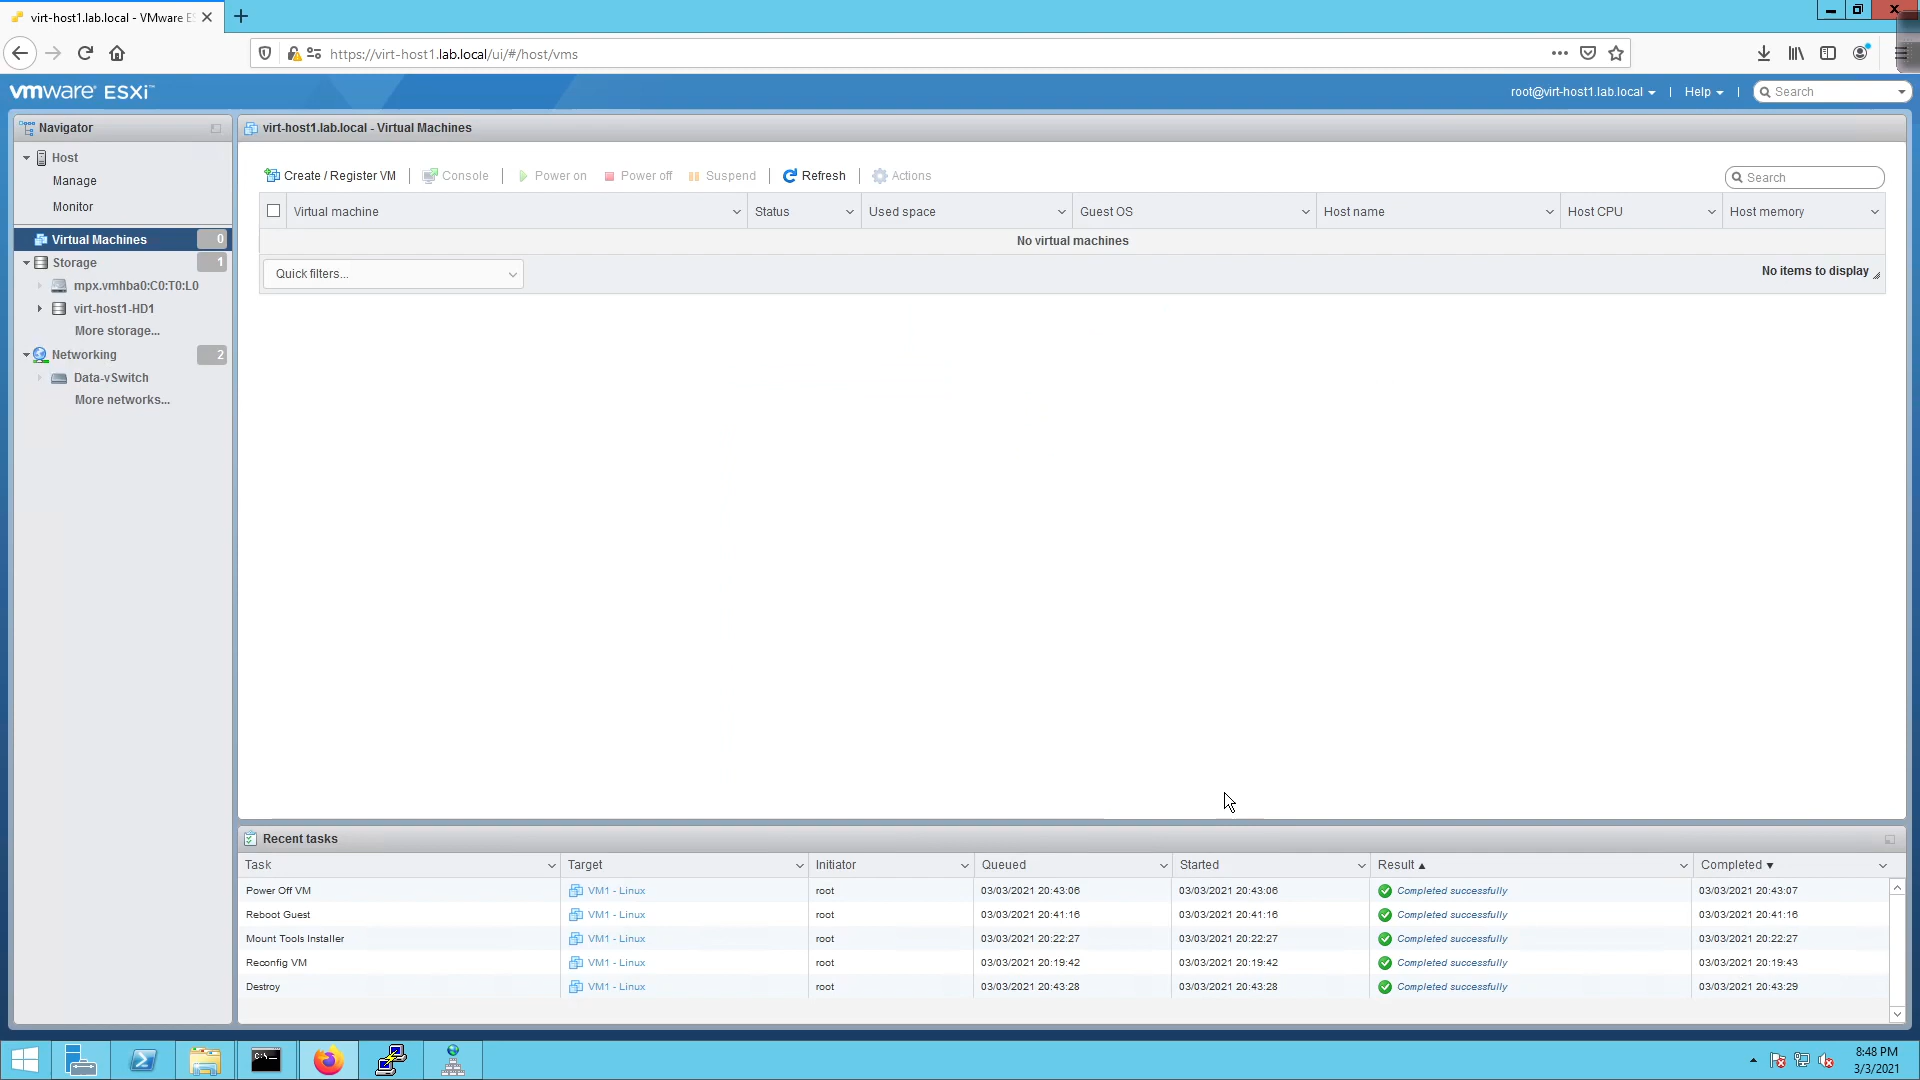 virt-host1.lab.local - VMware E
https://virt-host1.lab.local/ui/#/host/vms
vmware ESXi
root@virt-host1.lab.local | Help | Search
Navigator
Host
Manage
Monitor
Virtual Machines 0
Storage 1
mpx.vmhba0:C0:T0:L0
virt-host1-HD1
More storage...
Networking 2
Data-vSwitch
More networks...
virt-host1.lab.local - Virtual Machines
Create / Register VM | Console | Power on Power off Suspend | Refresh | Actions
Search
Virtual machine Status Used space Guest OS Host name Host CPU Host memory
No virtual machines
Quick filters...
No items to display
Recent tasks
Task Target Initiator Queued Started Result Completed
Power Off VM VM1 - Linux root 03/03/2021 20:43:06 03/03/2021 20:43:06 Completed successfully 03/03/2021 20:43:07
Reboot Guest VM1 - Linux root 03/03/2021 20:41:16 03/03/2021 20:41:16 Completed successfully 03/03/2021 20:41:16
Mount Tools Installer VM1 - Linux root 03/03/2021 20:22:27 03/03/2021 20:22:27 Completed successfully 03/03/2021 20:22:27
Reconfig VM VM1 - Linux root 03/03/2021 20:19:42 03/03/2021 20:19:42 Completed successfully 03/03/2021 20:19:43
Destroy VM1 - Linux root 03/03/2021 20:43:28 03/03/2021 20:43:28 Completed successfully 03/03/2021 20:43:29
8:48 PM
3/3/2021